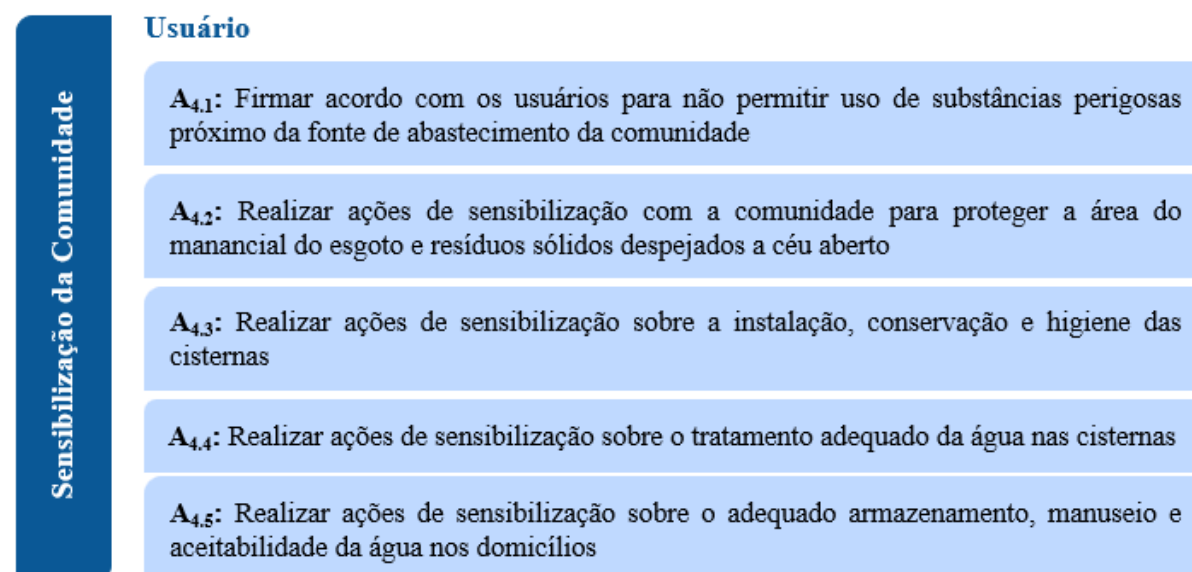 Usuário
Sensibilização da Comunidade
A4.1: Firmar acordo com os usuários para não permitir uso de substâncias perigosas
próximo da fonte de abastecimento da comunidade
A4.2: Realizar ações de sensibilização com a comunidade para proteger a área do
manancial do esgoto e resíduos sólidos despejados a céu aberto
A4.3: Realizar ações de sensibilização sobre a instalação, conservação e higiene das
cisternas
A4.4: Realizar ações de sensibilização sobre o tratamento adequado da água nas cisternas
A4.5: Realizar ações de sensibilização sobre o adequado armazenamento, manuseio e
aceitabilidade da água nos domicílios